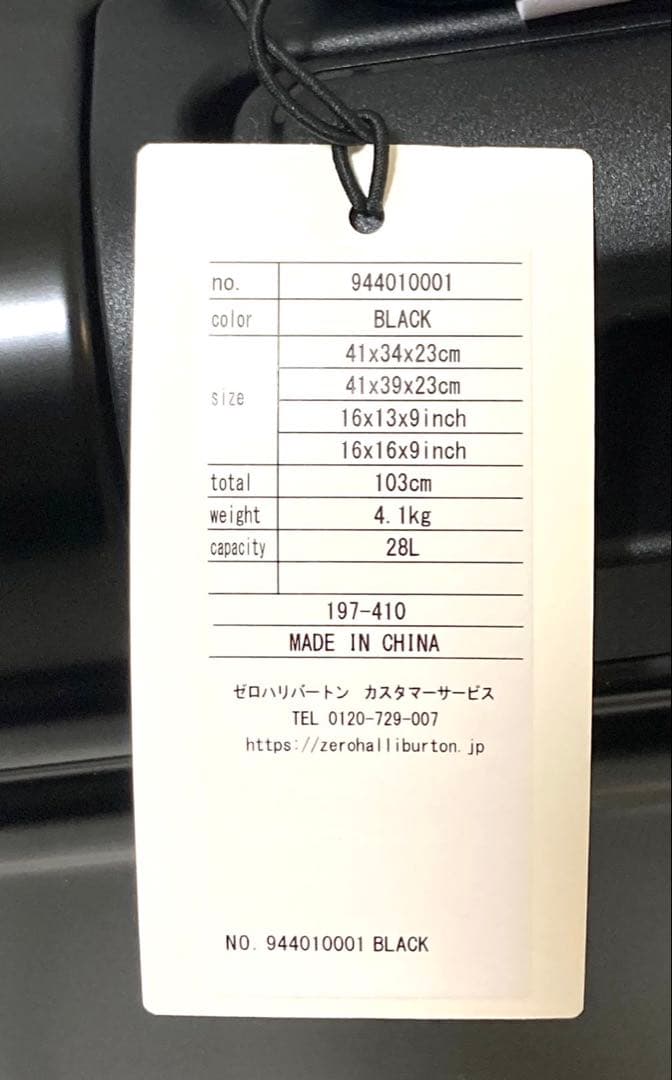 no. 944010001
color BLACK
size 41x34x23cm
41x39x23cm
16x13x9inch
16x16x9inch
total 103cm
weight 4.1kg
capacity 28L
197-410
MADE IN CHINA
ゼロハリバートン カスタマーサービス
TEL 0120-729-007
https://zerohalliburton.jp
NO. 944010001 BLACK